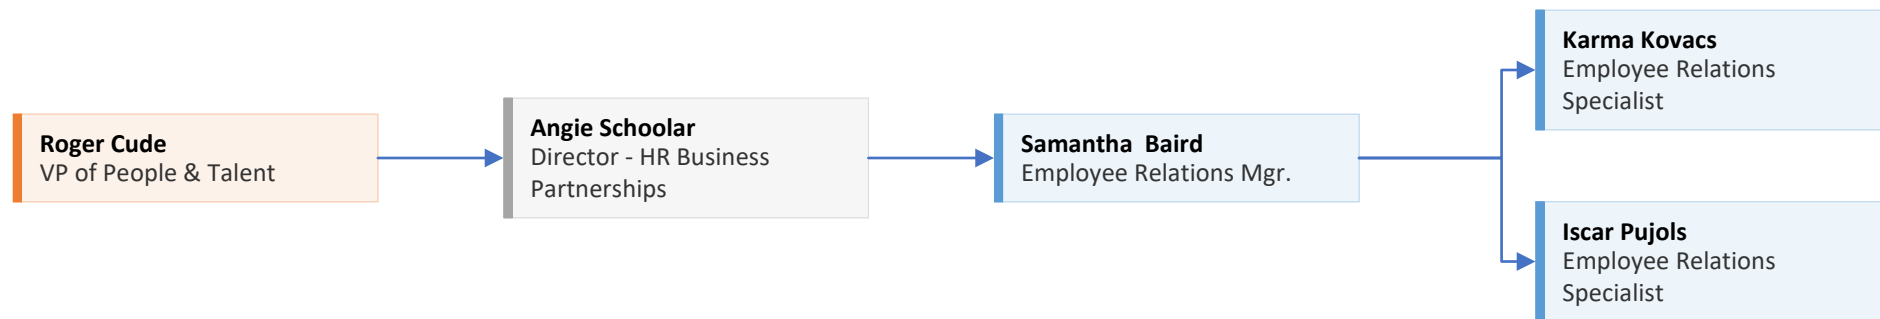 Roger Cude
VP of People & Talent
Angie Schoolar
Director - HR Business
Partnerships
Samantha  Baird
Employee Relations Mgr.
Karma Kovacs
Employee Relations
Specialist
Iscar Pujols
Employee Relations
Specialist